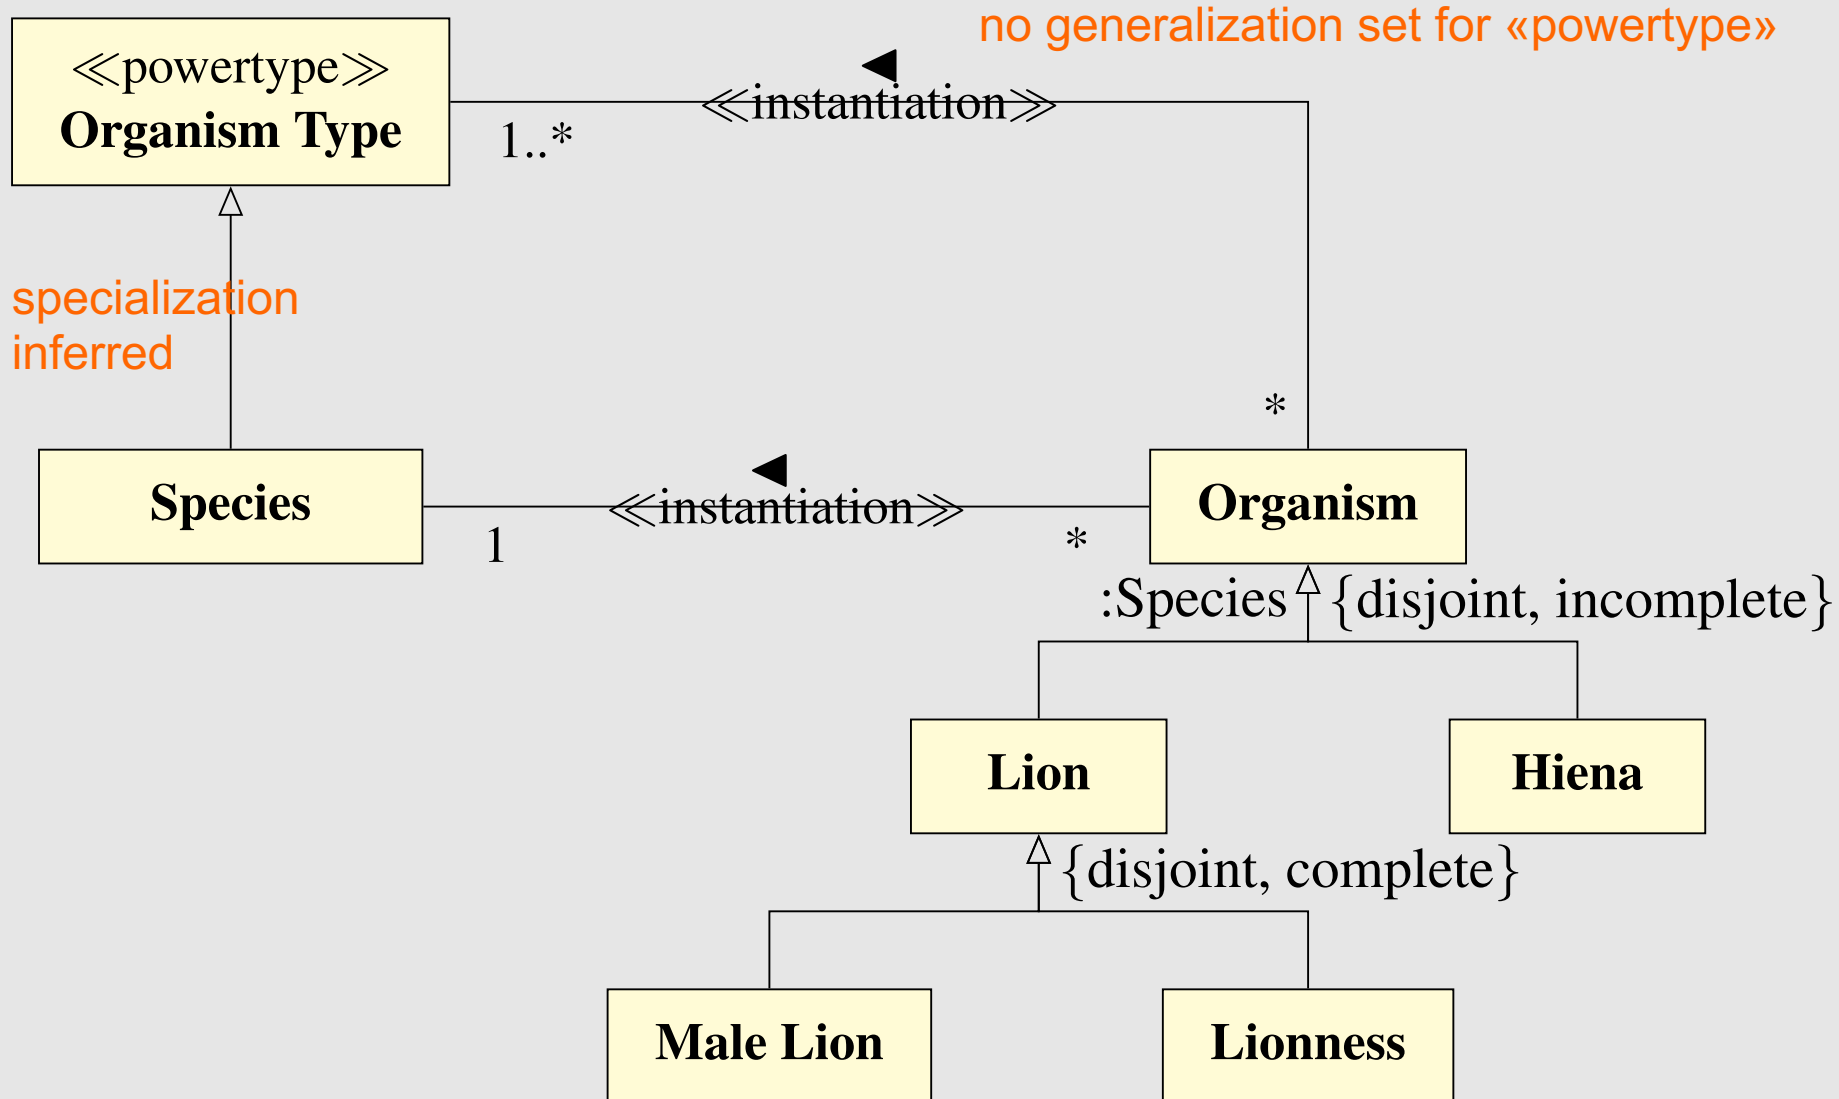 no generalization set for «powertype»
≪powertype≫
Organism Type
≪instantiation≫
1..*
specialization
inferred
*
Species
≪instantiation≫
Organism
1
*
:Species
{disjoint, incomplete}
Lion
Hiena
{disjoint, complete}
Male Lion
Lionness